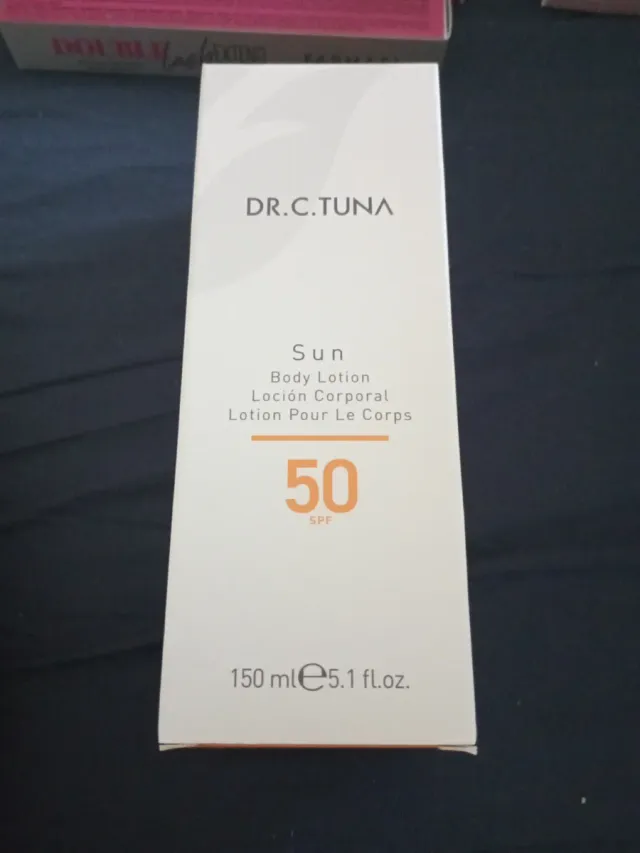 DOUBLE
DR.C.TUNA
Sun
Body Lotion
Loción Corporal
Lotion Pour Le Corps
50
SPF
150 ml e 5.1 fl.oz.